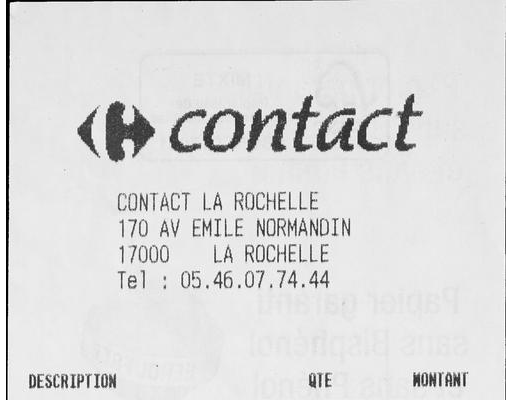 contact
CONTACT LA ROCHELLE
170 AV EMILE NORMANDIN
17000 LA ROCHELLE
Tel : 05.46.07.74.44
Papier garanti
sans Bisphénol
DESCRIPTION QTE MONTANT